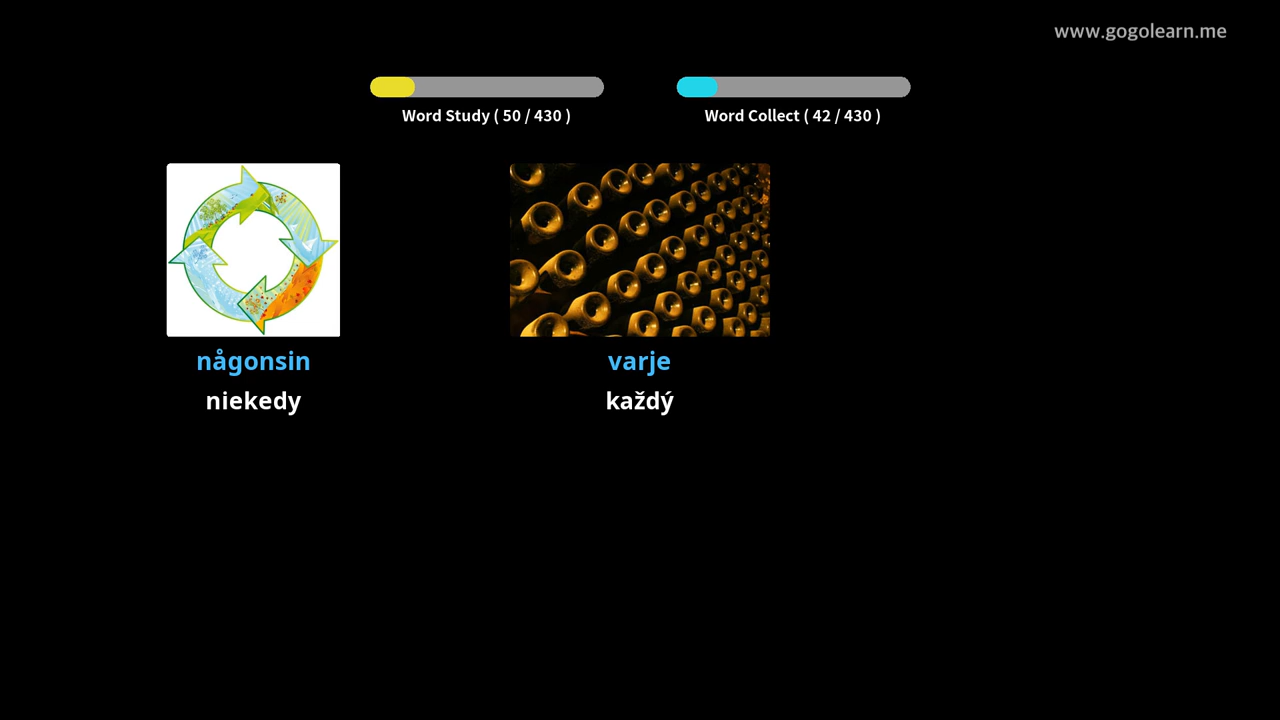 www.gogolearn.me
Word Study ( 50 / 430 )
Word Collect ( 42 / 430 )
någonsin
varje
niekedy
každý